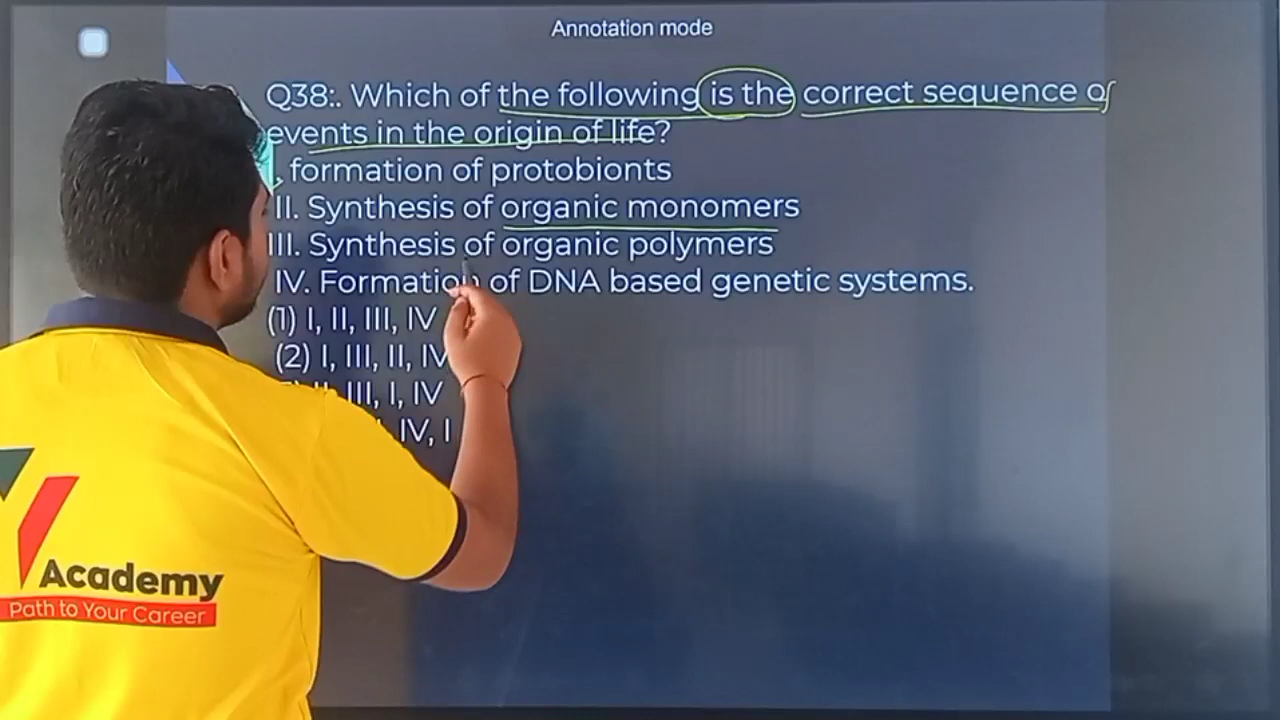 Annotation mode
Q38:. Which of the following is the correct sequence of
events in the origin of life?
I. formation of protobionts
II. Synthesis of organic monomers
III. Synthesis of organic polymers
IV. Formation of DNA based genetic systems.
(1) I, II, III, IV
(2) I, III, II, IV
II, III, I, IV
IV, I
Academy
Path to Your Career